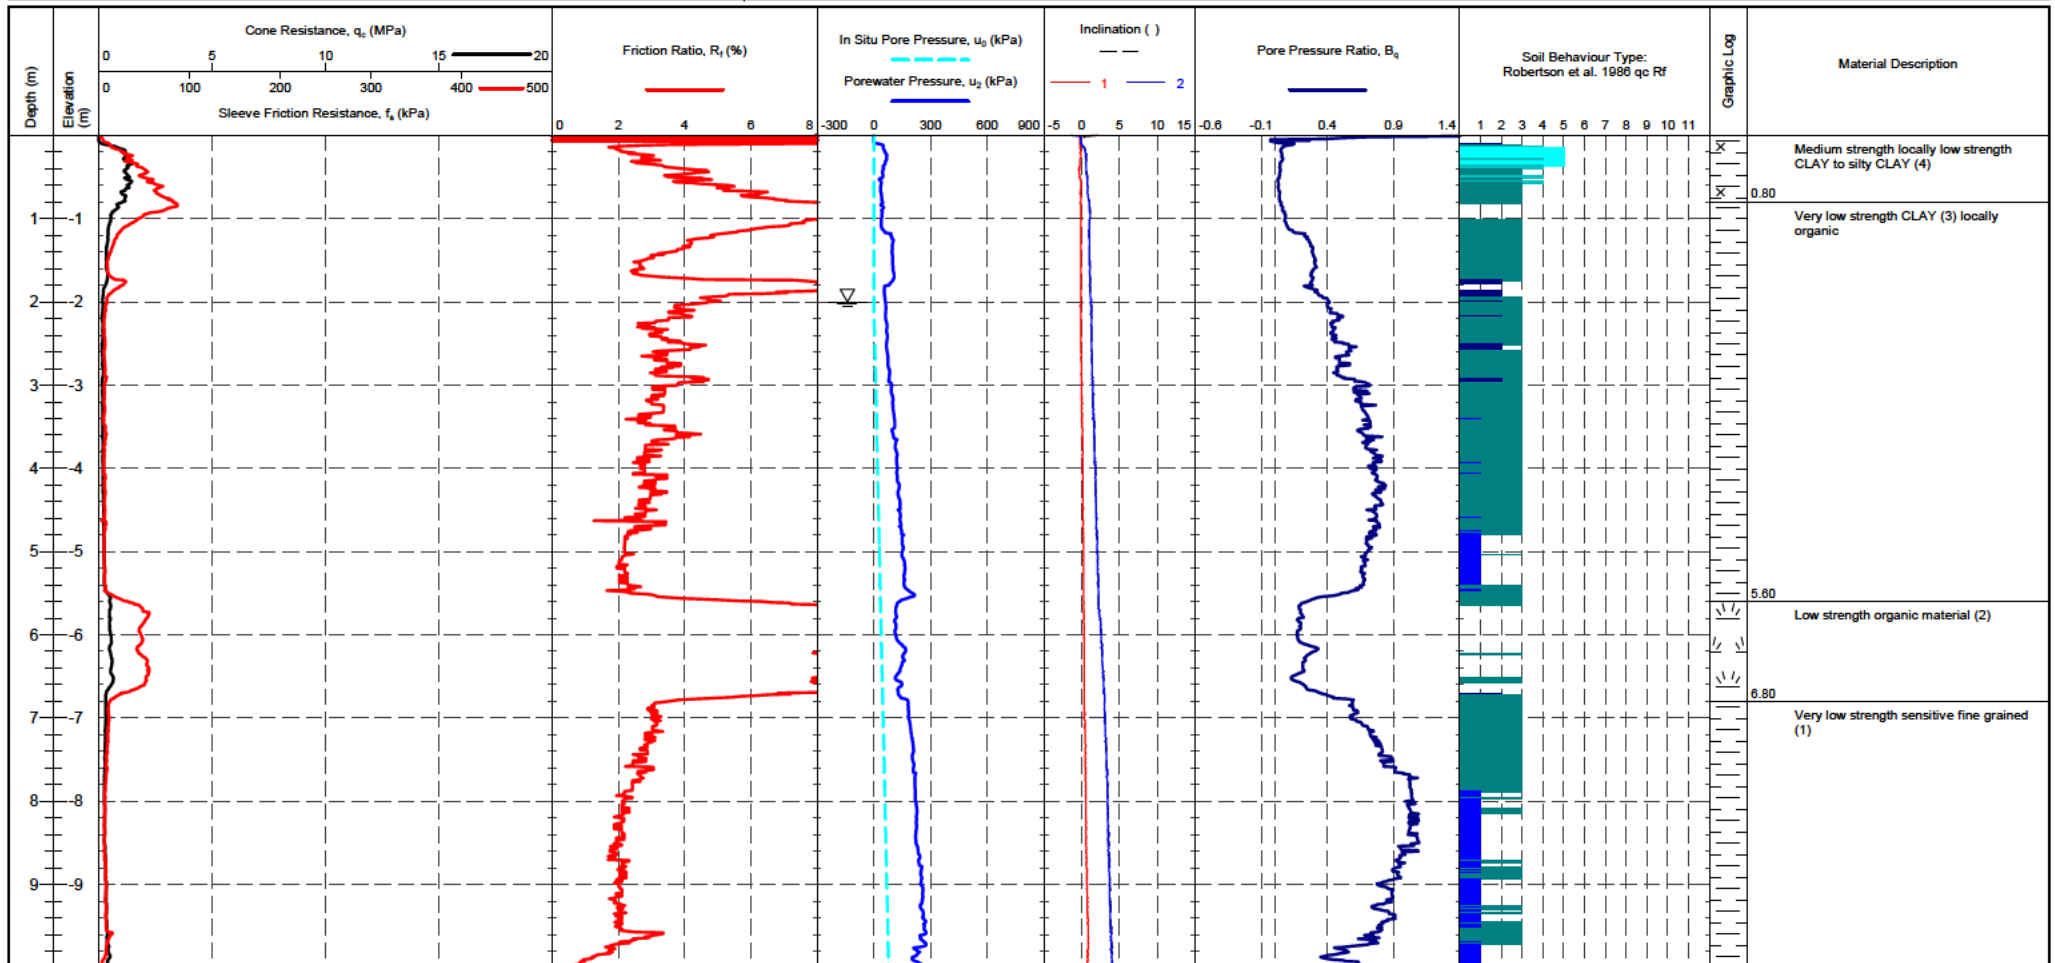 Depth (m)
Elevation (m)
Cone Resistance, qc (MPa)
0 5 10 15 20
0 100 200 300 400 500
Sleeve Friction Resistance, fs (kPa)
Friction Ratio, Rf (%)
0 2 4 6 8
In Situ Pore Pressure, u0 (kPa)
Porewater Pressure, u2 (kPa)
-300 0 300 600 900
Inclination ( )
1 2
-5 0 5 10 15
Pore Pressure Ratio, Bq
-0.6 -0.1 0.4 0.9 1.4
Soil Behaviour Type:
Robertson et al. 1986 qc Rf
1 2 3 4 5 6 7 8 9 10 11
Graphic Log
Material Description
Medium strength locally low strength
CLAY to silty CLAY (4)
0.80
Very low strength CLAY (3) locally
organic
1 -1
2 -2
3 -3
4 -4
5 -5
5.60
Low strength organic material (2)
6 -6
6.80
Very low strength sensitive fine grained
(1)
7 -7
8 -8
9 -9